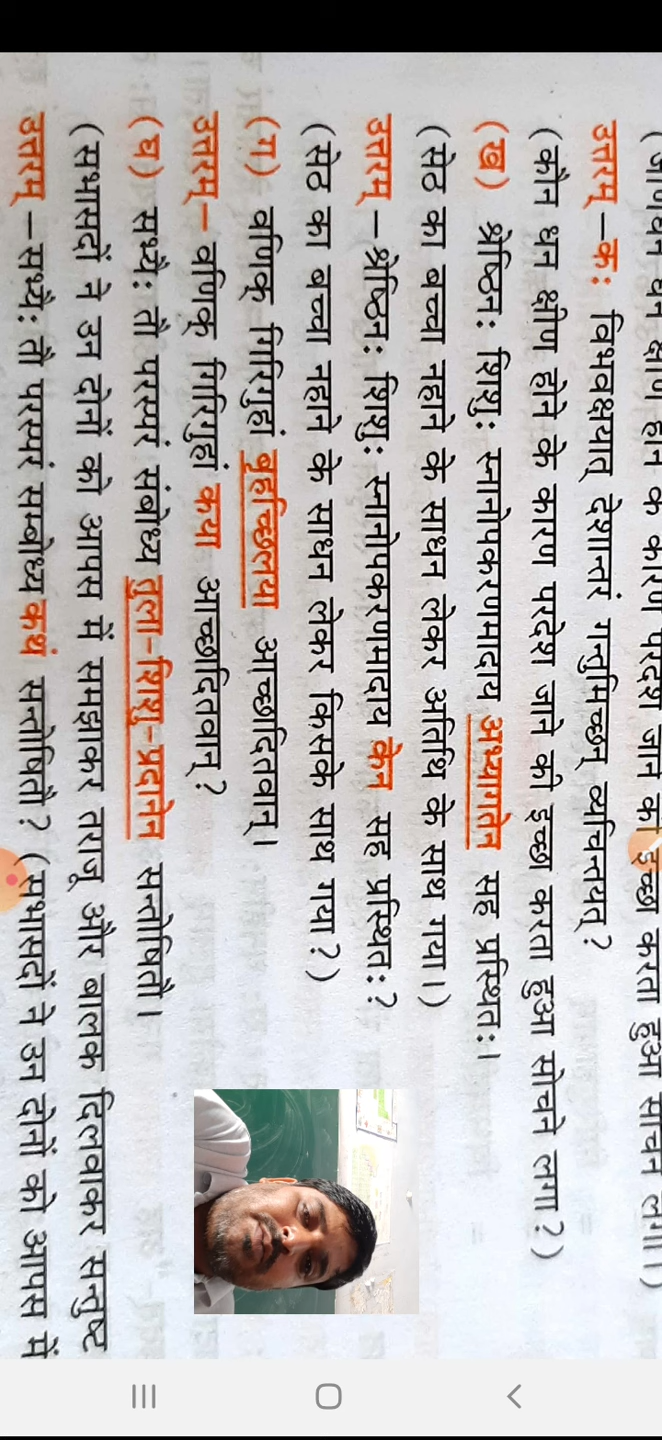 धन क्षीण होने के कारण परदेश जाने की इच्छा करता हुआ सोचने लगा।)
उत्तरम् –कः विभवक्षयात् देशान्तरं गन्तुमिच्छन् व्यचिन्तयत्?
(कौन धन क्षीण होने के कारण परदेश जाने की इच्छा करता हुआ सोचने लगा?)
(ख) श्रेष्ठिनः शिशुः स्नानोपकरणमादाय अभ्यागतेन सह प्रस्थितः।
(सेठ का बच्चा नहाने के साधन लेकर अतिथि के साथ गया।)
उत्तरम् –श्रेष्ठिनः शिशुः स्नानोपकरणमादाय केन सह प्रस्थितः?
(सेठ का बच्चा नहाने के साधन लेकर किसके साथ गया?)
(ग) वणिक् गिरिगुहां बृहच्छिलया आच्छादितवान्।
उत्तरम्– वणिक् गिरिगुहां कया आच्छादितवान्?
(घ) सभ्यैः तौ परस्परं संबोध्य तुला-शिशु-प्रदानेन सन्तोषितौ।
(सभासदों ने उन दोनों को आपस में समझाकर तराजू और बालक दिलवाकर सन्तुष्ट
उत्तरम् –सभ्यैः तौ परस्परं सम्बोध्य कथं सन्तोषितौ? (सभासदों ने उन दोनों को आपस में